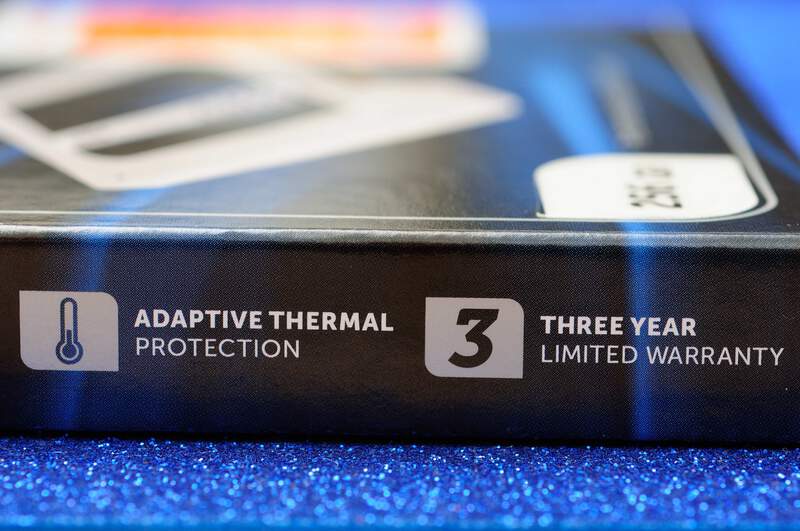 ADAPTIVE THERMAL
PROTECTION
3
THREE YEAR
LIMITED WARRANTY